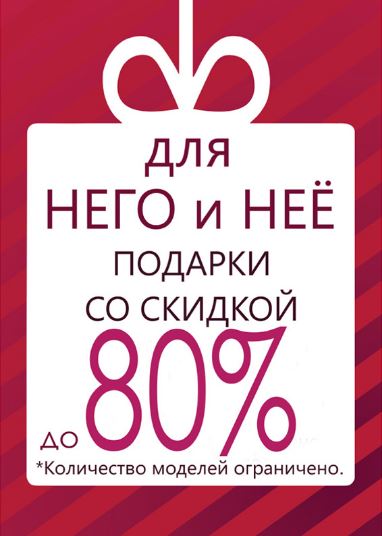 ДЛЯ
НЕГО и НЕЁ
ПОДАРКИ
СО СКИДКОЙ
ДО 80%
*Количество моделей ограничено.